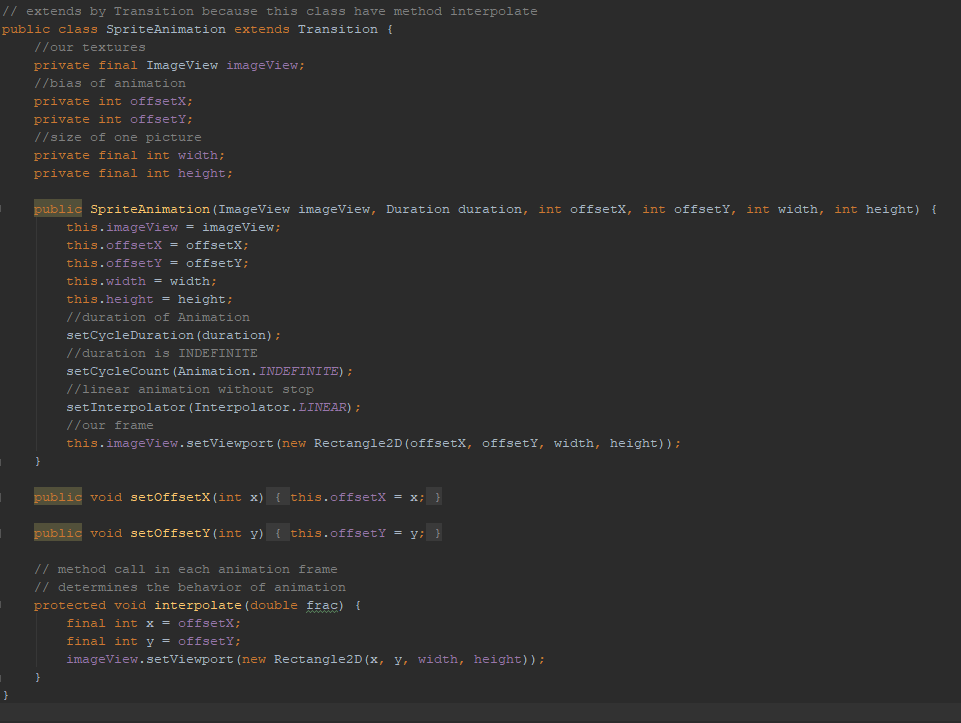 // extends by Transition because this class have method interpolate
public class SpriteAnimation extends Transition {
//our textures
private final ImageView imageView;
//bias of animation
private int offsetX;
private int offsetY;
//size of one picture
private final int width;
private final int height;
public SpriteAnimation(ImageView imageView, Duration duration, int offsetX, int offsetY, int width, int height) {
this.imageView = imageView;
this.offsetX = offsetX;
this.offsetY = offsetY;
this.width = width;
this.height = height;
//duration of Animation
setCycleDuration(duration);
//duration is INDEFINITE
setCycleCount(Animation.INDEFINITE);
//linear animation without stop
setInterpolator(Interpolator.LINEAR);
//our frame
this.imageView.setViewport(new Rectangle2D(offsetX, offsetY, width, height));
}
public void setOffsetX(int x) { this.offsetX = x; }
public void setOffsetY(int y) { this.offsetY = y; }
// method call in each animation frame
// determines the behavior of animation
protected void interpolate(double frac) {
final int x = offsetX;
final int y = offsetY;
imageView.setViewport(new Rectangle2D(x, y, width, height));
}
}